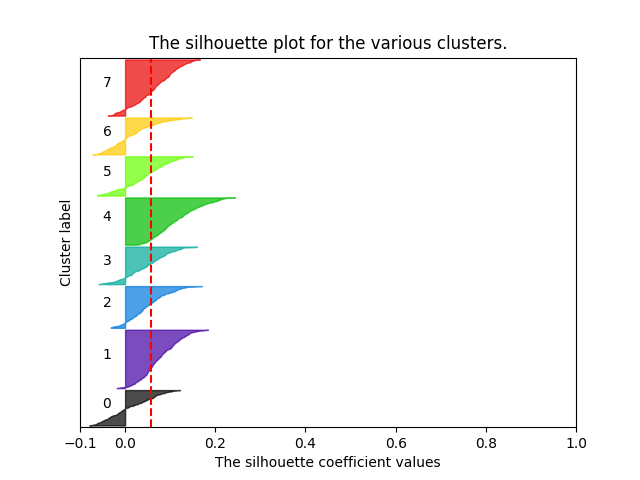 The silhouette plot for the various clusters.
7
6
5
4
3
2
1
0
Cluster label
−0.1 0.0 0.2 0.4 0.6 0.8 1.0
The silhouette coefficient values